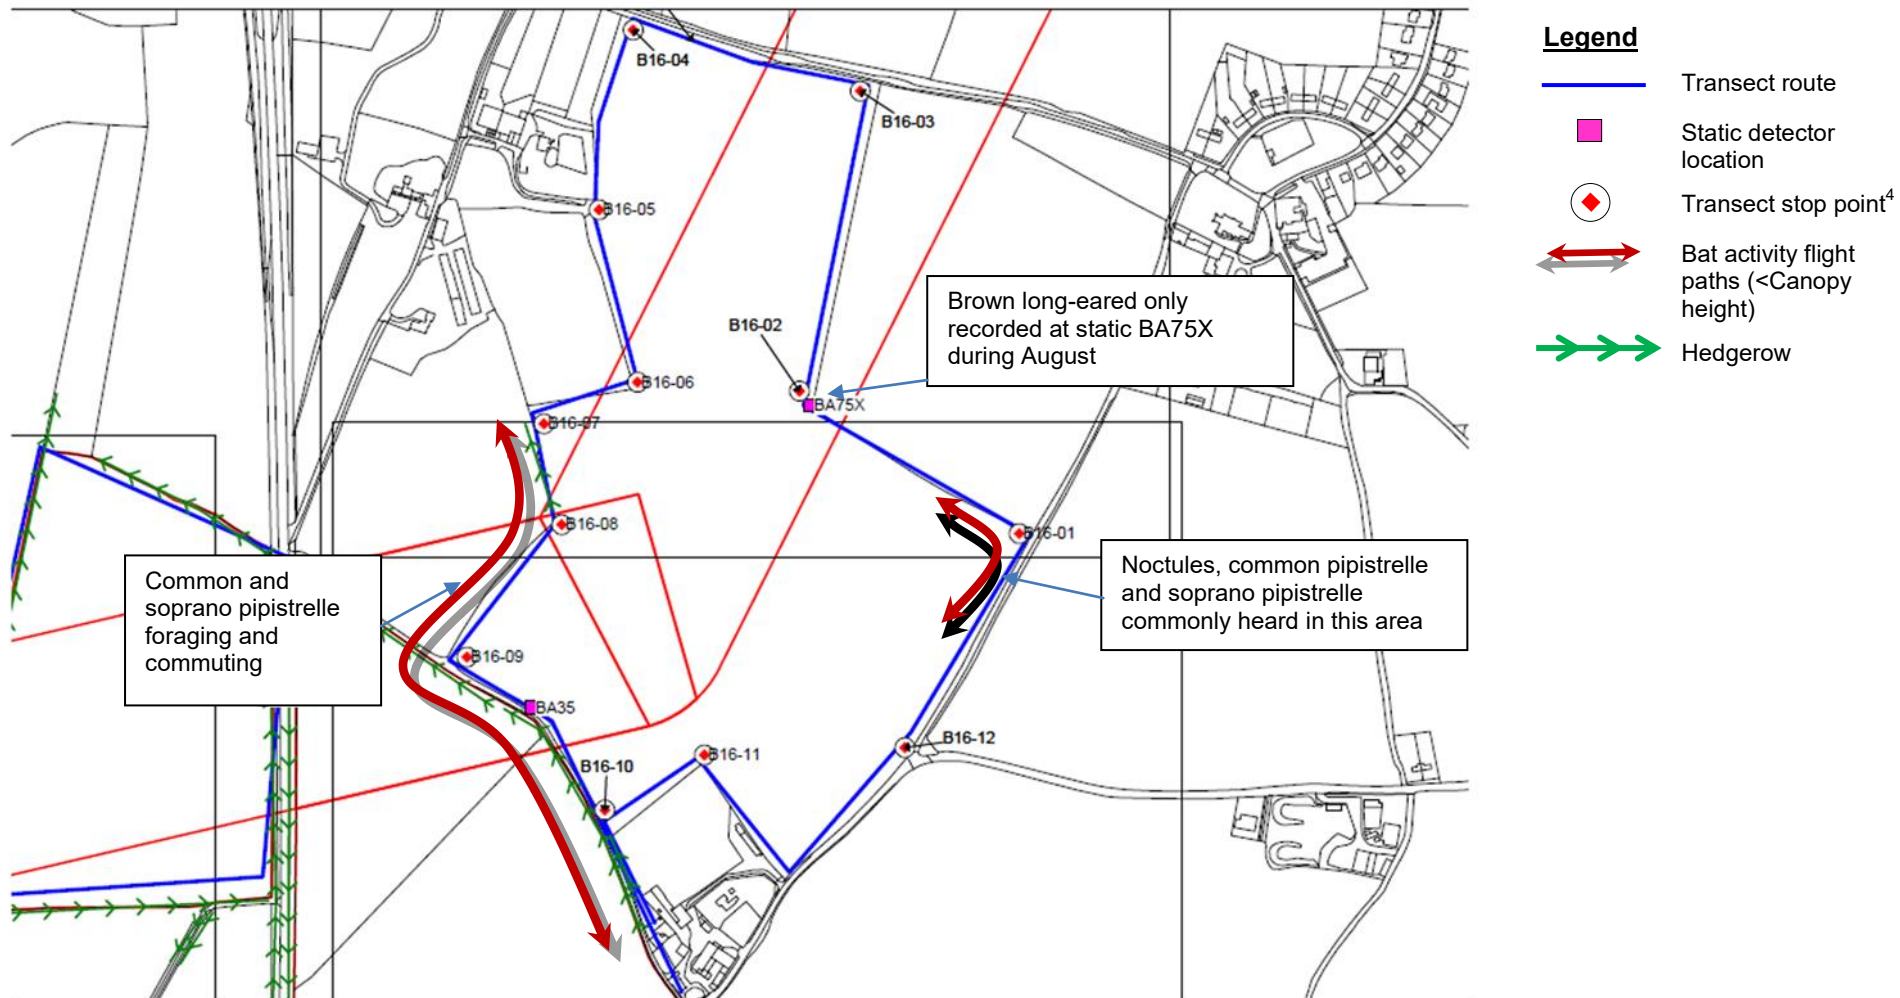 B16-04
B16-03
B16-05
B16-02
B16-06
BA75X
B16-07
B16-08
B16-01
B16-09
BA35
B16-12
B16-11
B16-10
Brown long-eared only
recorded at static BA75X
during August
Common and
soprano pipistrelle
foraging and
commuting
Noctules, common pipistrelle
and soprano pipistrelle
commonly heard in this area
Legend
Transect route
Static detector
location
Transect stop point⁴
Bat activity flight
paths (<Canopy
height)
Hedgerow